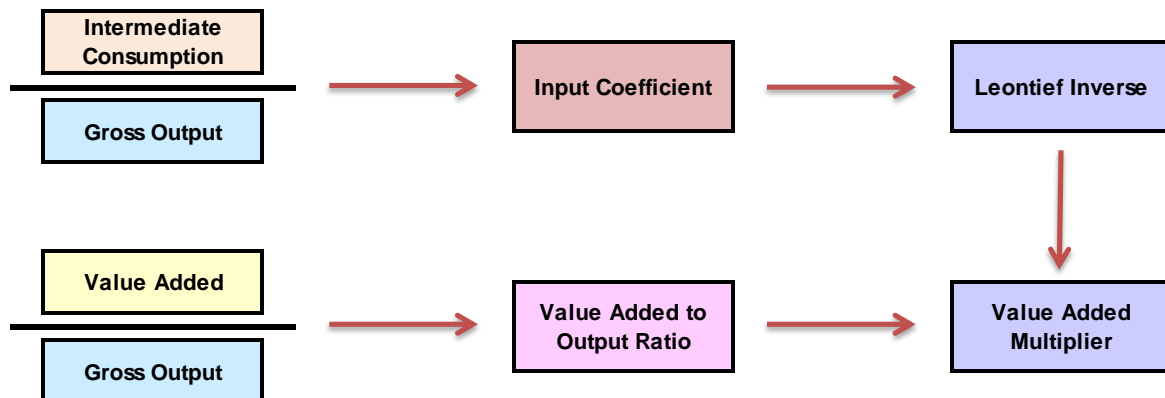 Intermediate
Consumption
Gross Output
Input Coefficient
Leontief Inverse
Value Added
Gross Output
Value Added to
Output Ratio
Value Added
Multiplier